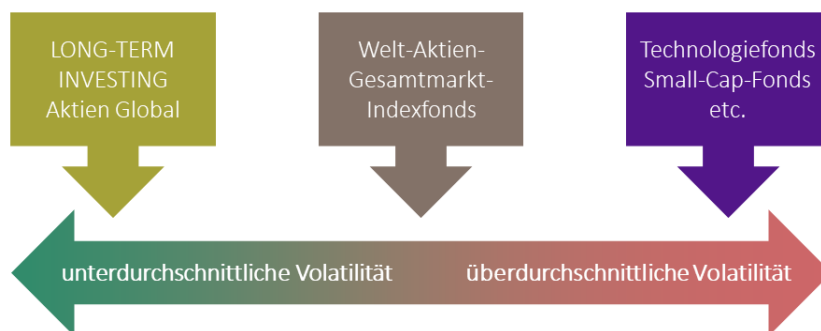 LONG-TERM
INVESTING
Aktien Global
Welt-Aktien-
Gesamtmarkt-
Indexfonds
Technologiefonds
Small-Cap-Fonds
etc.
unterdurchschnittliche Volatilität
überdurchschnittliche Volatilität